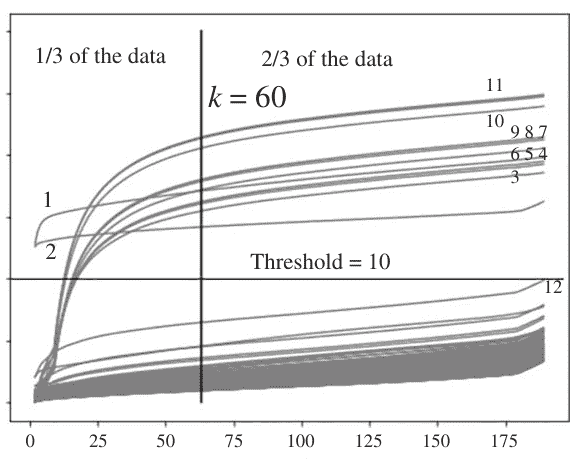 1/3 of the data
2/3 of the data
k = 60
11
10
9 8 7
6 5 4
3
1
2
Threshold = 10
12
0 25 50 75 100 125 150 175